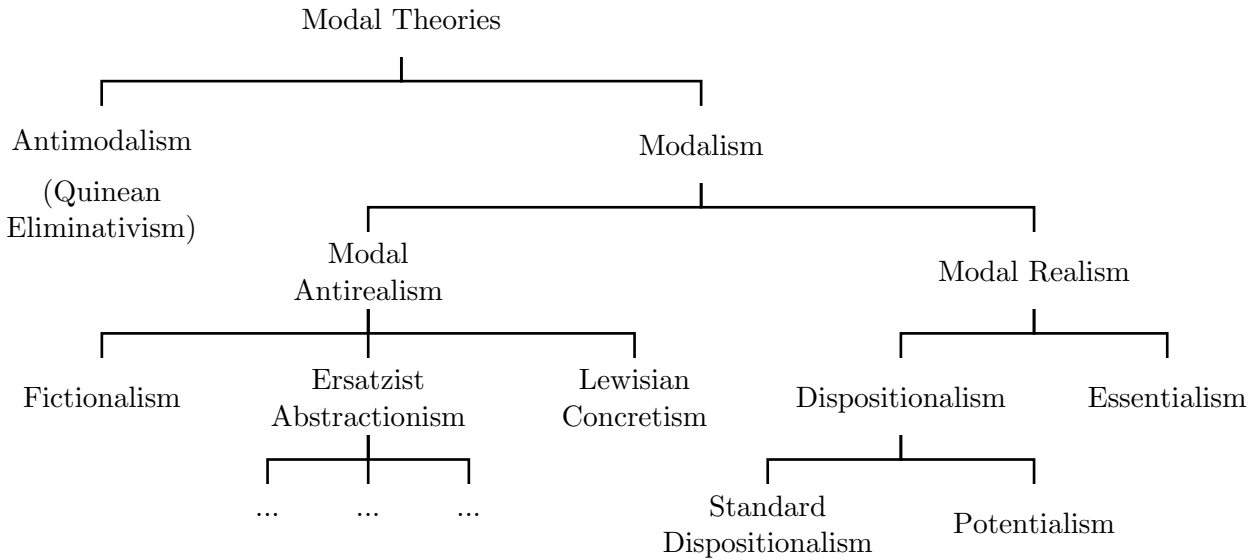 Modal Theories
Antimodalism
(Quinean
Eliminativism)
Modalism
Modal
Antirealism
Modal Realism
Fictionalism
Ersatzist
Abstractionism
Lewisian
Concretism
Dispositionalism
Essentialism
...
...
...
Standard
Dispositionalism
Potentialism